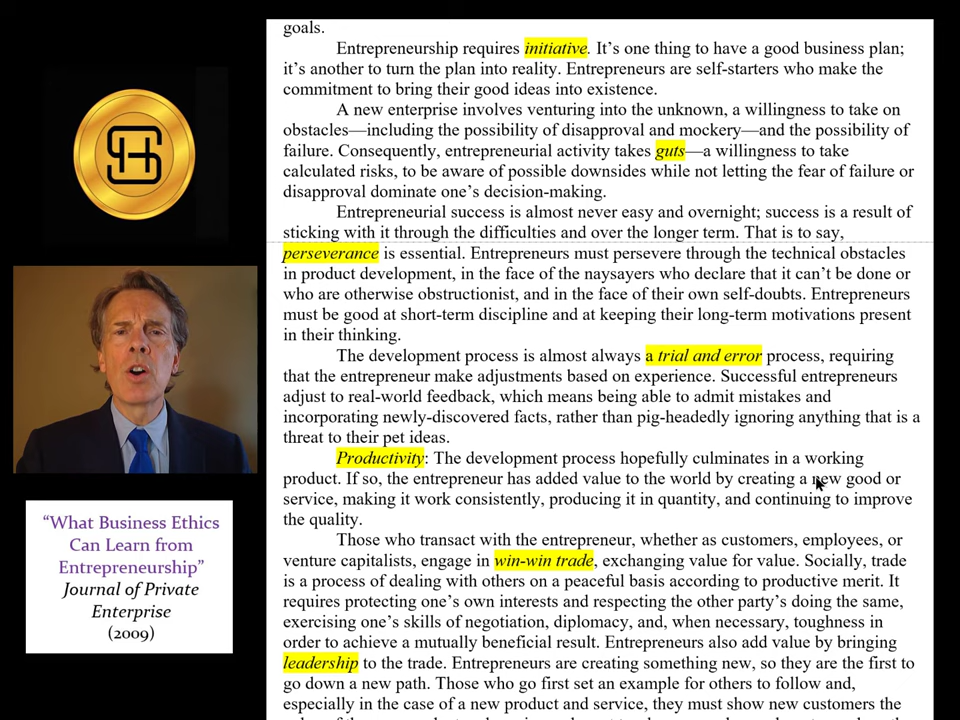 goals.
Entrepreneurship requires initiative. It’s one thing to have a good business plan;
it’s another to turn the plan into reality. Entrepreneurs are self-starters who make the
commitment to bring their good ideas into existence.
A new enterprise involves venturing into the unknown, a willingness to take on
obstacles—including the possibility of disapproval and mockery—and the possibility of
failure. Consequently, entrepreneurial activity takes guts—a willingness to take
calculated risks, to be aware of possible downsides while not letting the fear of failure or
disapproval dominate one’s decision-making.
Entrepreneurial success is almost never easy and overnight; success is a result of
sticking with it through the difficulties and over the longer term. That is to say,
perseverance is essential. Entrepreneurs must persevere through the technical obstacles
in product development, in the face of the naysayers who declare that it can’t be done or
who are otherwise obstructionist, and in the face of their own self-doubts. Entrepreneurs
must be good at short-term discipline and at keeping their long-term motivations present
in their thinking.
The development process is almost always a trial and error process, requiring
that the entrepreneur make adjustments based on experience. Successful entrepreneurs
adjust to real-world feedback, which means being able to admit mistakes and
incorporating newly-discovered facts, rather than pig-headedly ignoring anything that is a
threat to their pet ideas.
Productivity: The development process hopefully culminates in a working
product. If so, the entrepreneur has added value to the world by creating a new good or
service, making it work consistently, producing it in quantity, and continuing to improve
the quality.
Those who transact with the entrepreneur, whether as customers, employees, or
venture capitalists, engage in win-win trade, exchanging value for value. Socially, trade
is a process of dealing with others on a peaceful basis according to productive merit. It
requires protecting one’s own interests and respecting the other party’s doing the same,
exercising one’s skills of negotiation, diplomacy, and, when necessary, toughness in
order to achieve a mutually beneficial result. Entrepreneurs also add value by bringing
leadership to the trade. Entrepreneurs are creating something new, so they are the first to
go down a new path. Those who go first set an example for others to follow and,
especially in the case of a new product and service, they must show new customers the
“What Business Ethics
Can Learn from
Entrepreneurship”
Journal of Private
Enterprise
(2009)